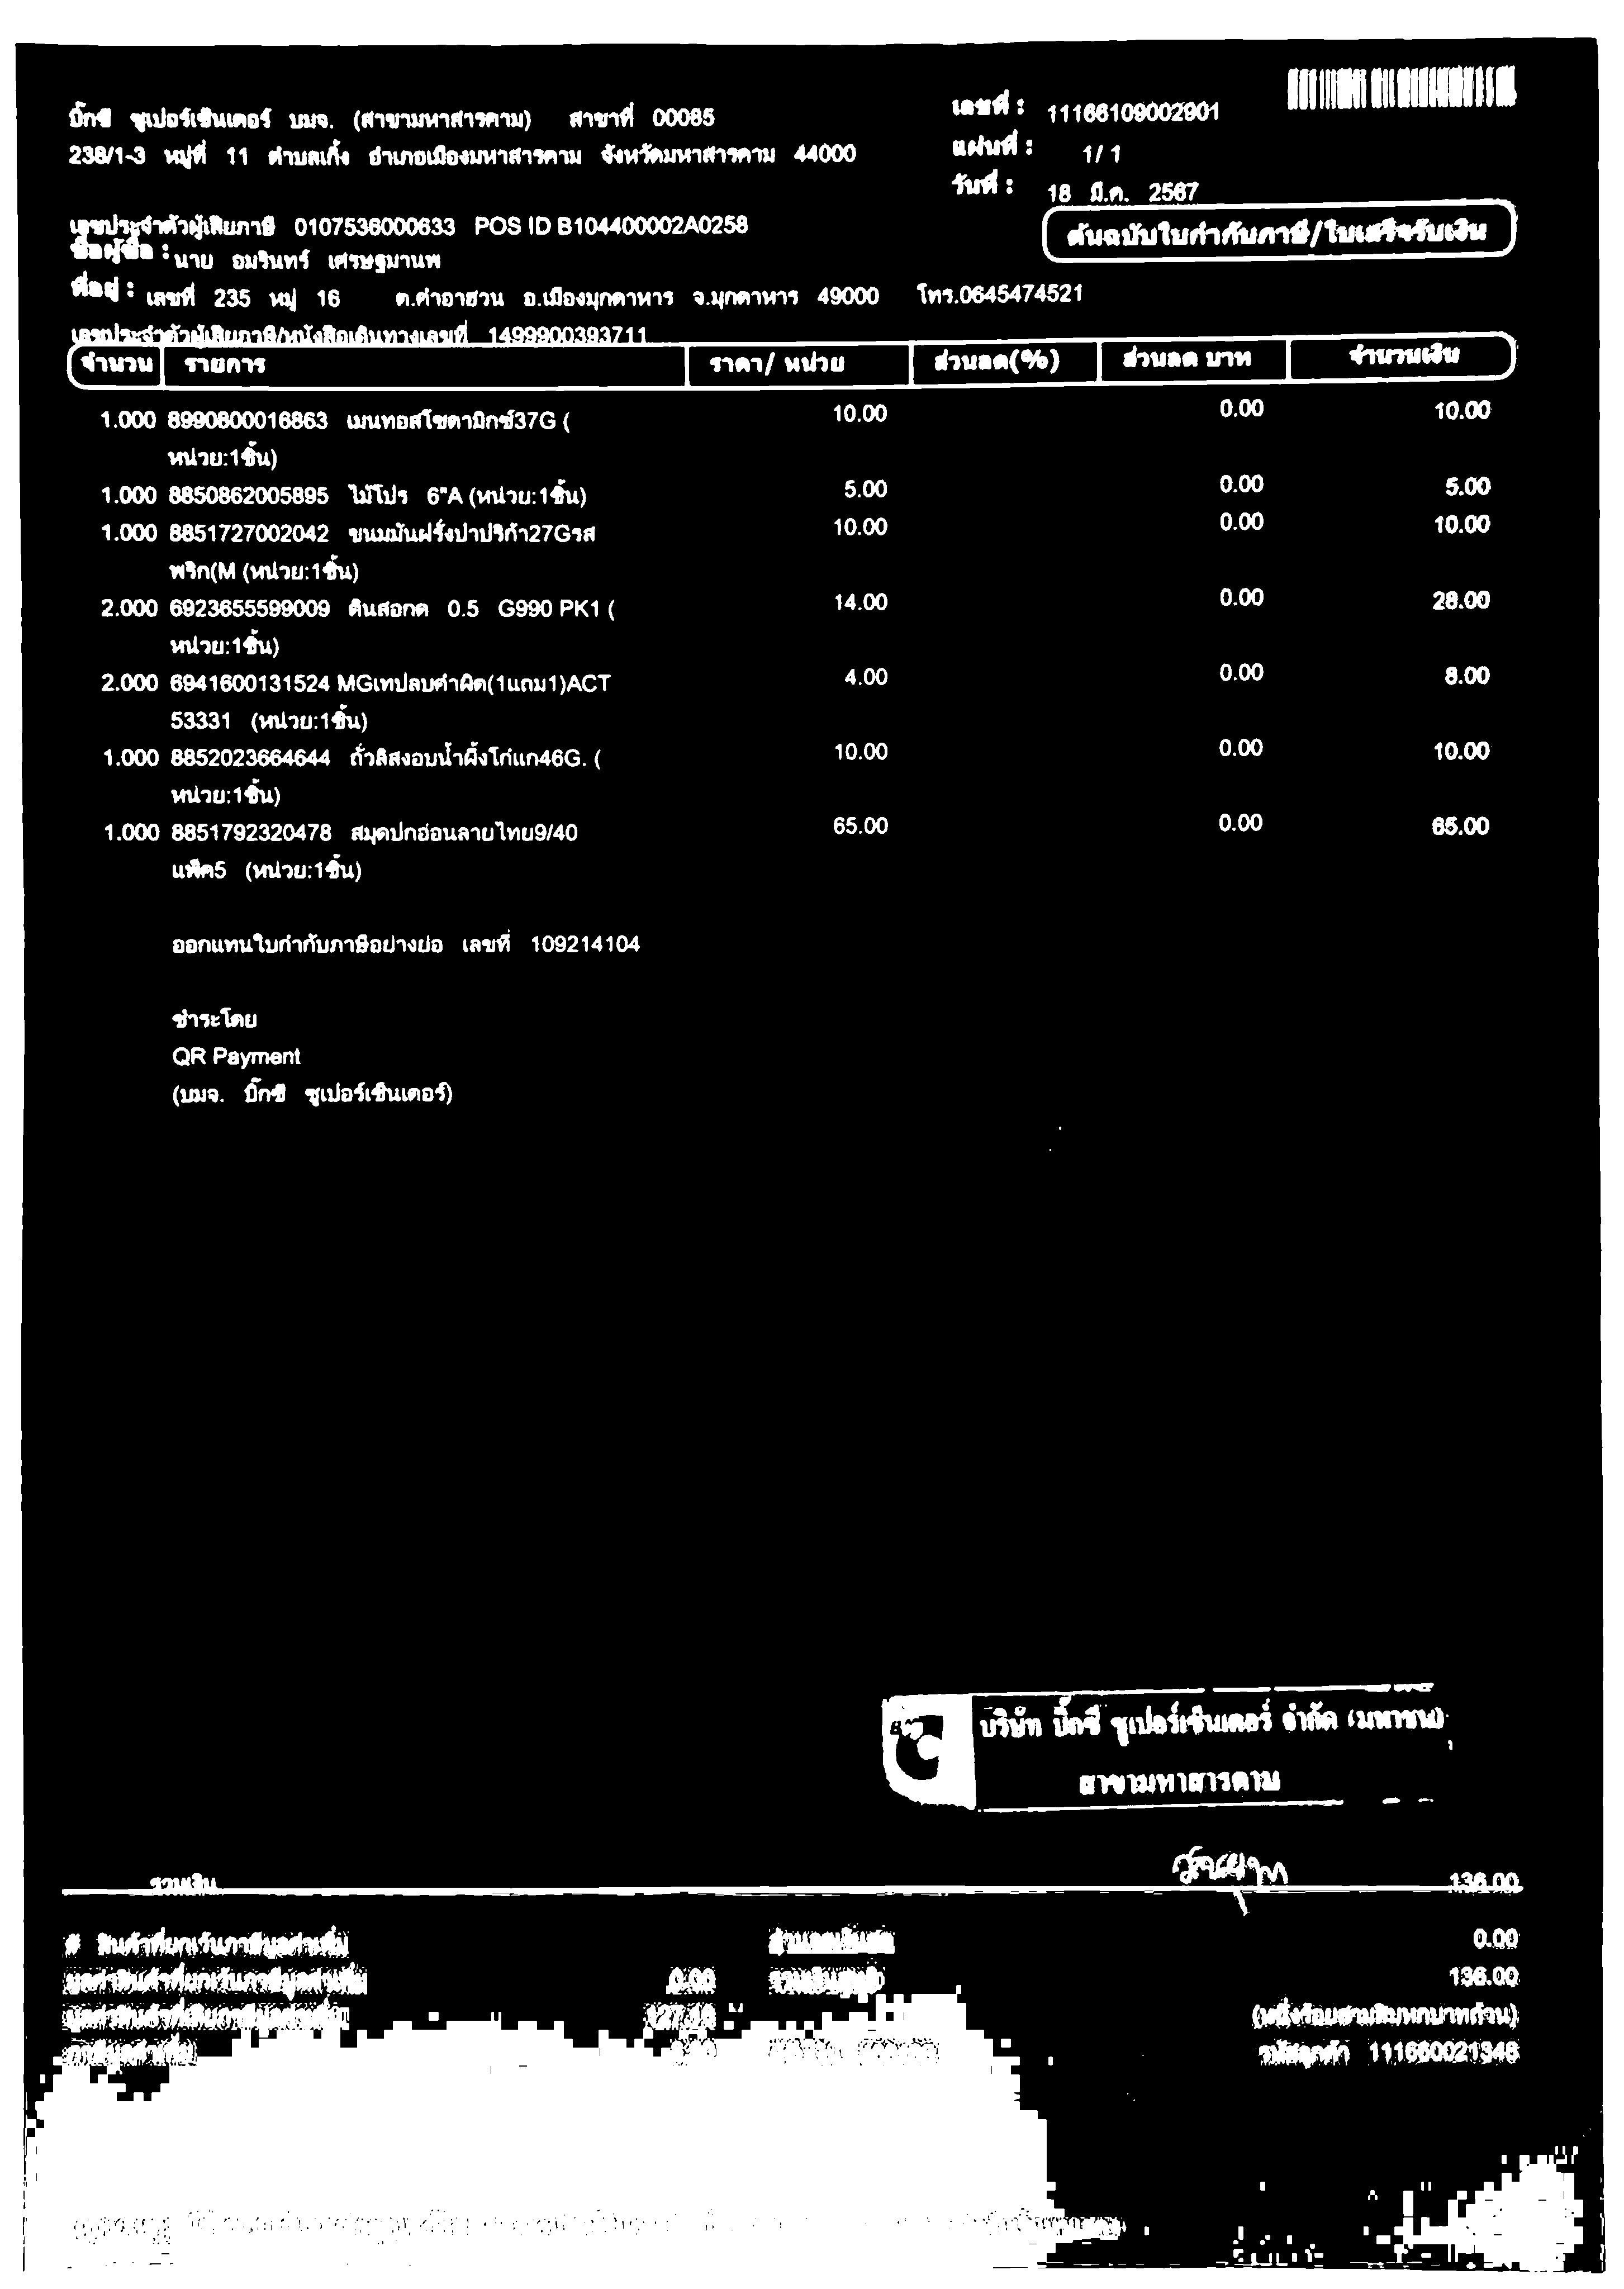 บิ๊กซี ซูเปอร์เซ็นเตอร์ บมจ. (สาขามหาสารคาม) สาขาที่ 00085
238/1-3 หมู่ที่ 11 ตำบลเกิ้ง อำเภอเมืองมหาสารคาม จังหวัดมหาสารคาม 44000
เลขที่ : 11166109002901
แผ่นที่ : 1/ 1
วันที่ : 18 มี.ค. 2567
เลขประจำตัวผู้เสียภาษี 0107536000633 POS ID B104400002A0258
ต้นฉบับใบกำกับภาษี/ใบเสร็จรับเงิน
ชื่อผู้ซื้อ : นาย อมรินทร์ เศรษฐมานพ
ที่อยู่ : เลขที่ 235 หมู่ 16 ต.คำอาฮวน อ.เมืองมุกดาหาร จ.มุกดาหาร 49000 โทร.0645474521
เลขประจำตัวผู้เสียภาษี/หนังสือเดินทางเลขที่ 1499900393711
จำนวน รายการ ราคา/ หน่วย ส่วนลด(%) ส่วนลด บาท จำนวนเงิน
1.000 8990800016863 เมนทอสโซดามิกซ์37G ( 10.00 0.00 10.00
หน่วย:1ชิ้น)
1.000 8850862005895 ไม้โปร 6"A (หน่วย:1ชิ้น) 5.00 0.00 5.00
1.000 8851727002042 ขนมมันฝรั่งปาปริก้า27Gรส 10.00 0.00 10.00
พริก(M (หน่วย:1ชิ้น)
2.000 6923655599009 ดินสอกด 0.5 G990 PK1 ( 14.00 0.00 28.00
หน่วย:1ชิ้น)
2.000 6941600131524 MGเทปลบคำผิด(1แถม1)ACT 4.00 0.00 8.00
53331 (หน่วย:1ชิ้น)
1.000 8852023664644 ถั่วลิสงอบน้ำผึ้งโก๋แก46G. ( 10.00 0.00 10.00
หน่วย:1ชิ้น)
1.000 8851792320478 สมุดปกอ่อนลายไทย9/40 65.00 0.00 65.00
แพ็ค5 (หน่วย:1ชิ้น)
ออกแทนใบกำกับภาษีอย่างย่อ เลขที่ 109214104
ชำระโดย
QR Payment
(บมจ. บิ๊กซี ซูเปอร์เซ็นเตอร์)
Big C
บริษัท บิ๊กซี ซูเปอร์เซ็นเตอร์ จำกัด (มหาชน)
สาขามหาสารคาม
รวมเงิน 136.00
# สินค้าที่ยกเว้นภาษีมูลค่าเพิ่ม 0.00
มูลค่าสินค้าที่ยกเว้นภาษีมูลค่าเพิ่ม 0.00 รวมเงินสุทธิ 136.00
127.10 (หนึ่งร้อยสามสิบหกบาทถ้วน)
ภาษีมูลค่าเพิ่ม รหัสลูกค้า 111660021346